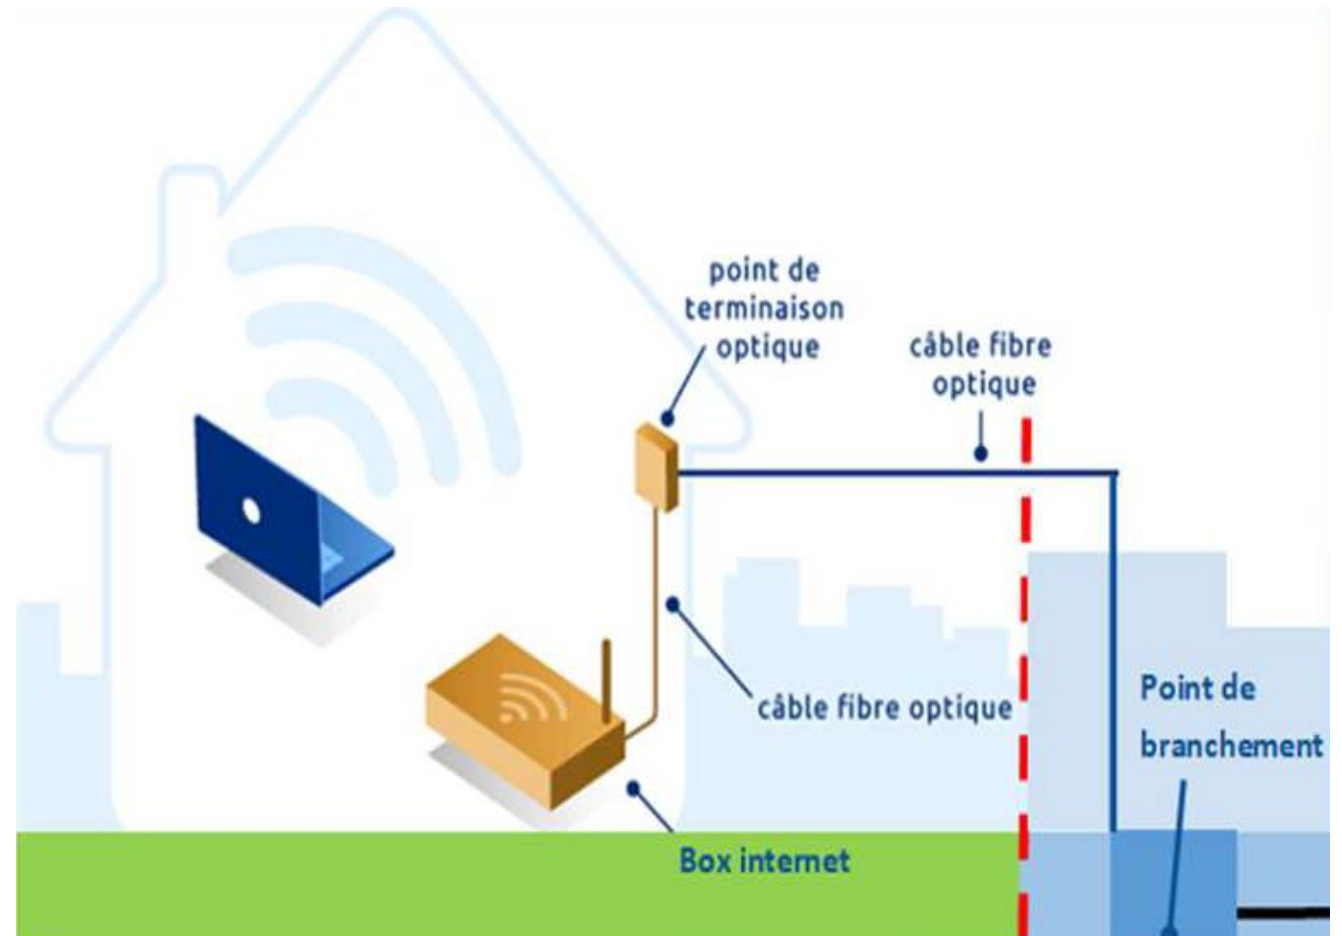 point de
terminaison
optique
câble fibre
optique
câble fibre optique
Point de
branchement
Box internet